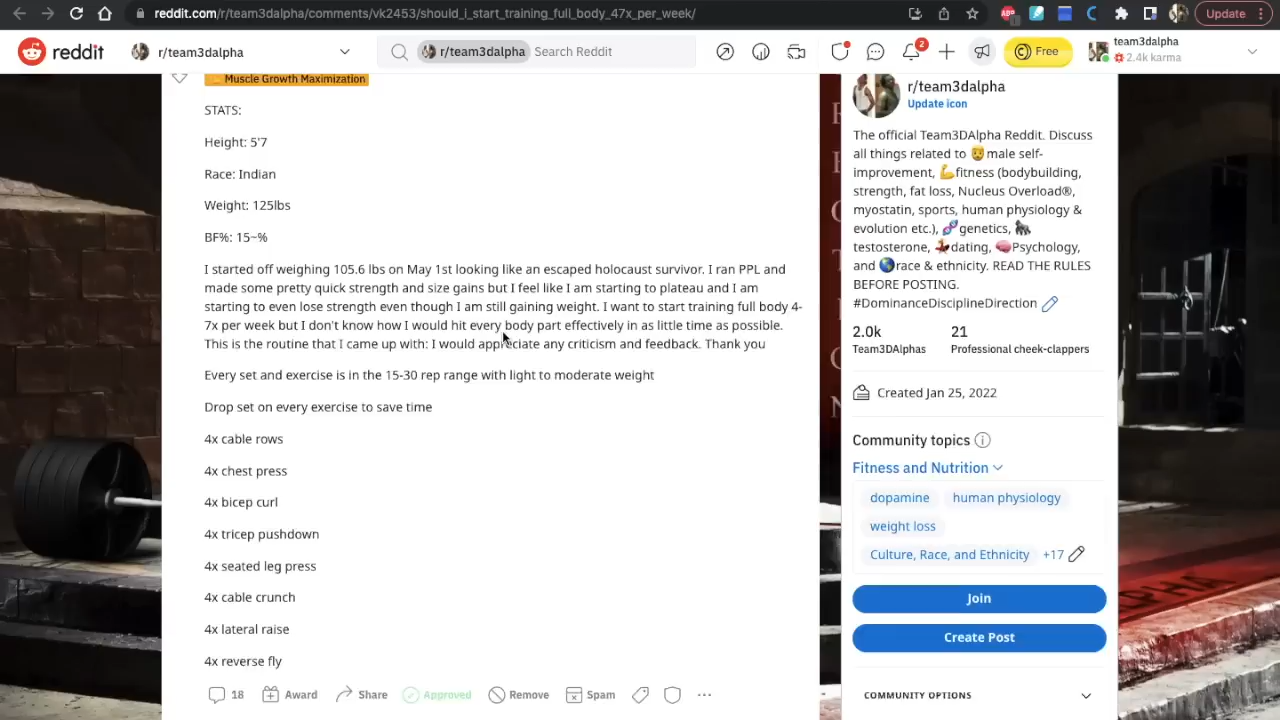 reddit.com/r/team3dalpha/comments/vk2453/should_i_start_training_full_body_47x_per_week/
ABP
Update
reddit
r/team3dalpha
r/team3dalpha Search Reddit
2
Free
team3dalpha
2.4k karma
Muscle Growth Maximization
STATS:
Height: 5'7
Race: Indian
Weight: 125lbs
BF%: 15~%
I started off weighing 105.6 lbs on May 1st looking like an escaped holocaust survivor. I ran PPL and
made some pretty quick strength and size gains but I feel like I am starting to plateau and I am
starting to even lose strength even though I am still gaining weight. I want to start training full body 4-
7x per week but I don't know how I would hit every body part effectively in as little time as possible.
This is the routine that I came up with: I would appreciate any criticism and feedback. Thank you
Every set and exercise is in the 15-30 rep range with light to moderate weight
Drop set on every exercise to save time
4x cable rows
4x chest press
4x bicep curl
4x tricep pushdown
4x seated leg press
4x cable crunch
4x lateral raise
4x reverse fly
18 Award Share Approved Remove Spam
r/team3dalpha
Update icon
The official Team3DAlpha Reddit. Discuss
all things related to male self-
improvement, fitness (bodybuilding,
strength, fat loss, Nucleus Overload®,
myostatin, sports, human physiology &
evolution etc.), genetics,
testosterone, dating, Psychology,
and race & ethnicity. READ THE RULES
BEFORE POSTING.
#DominanceDisciplineDirection
2.0k 21
Team3DAlphas Professional cheek-clappers
Created Jan 25, 2022
Community topics
Fitness and Nutrition
dopamine human physiology
weight loss
Culture, Race, and Ethnicity +17
Join
Create Post
COMMUNITY OPTIONS